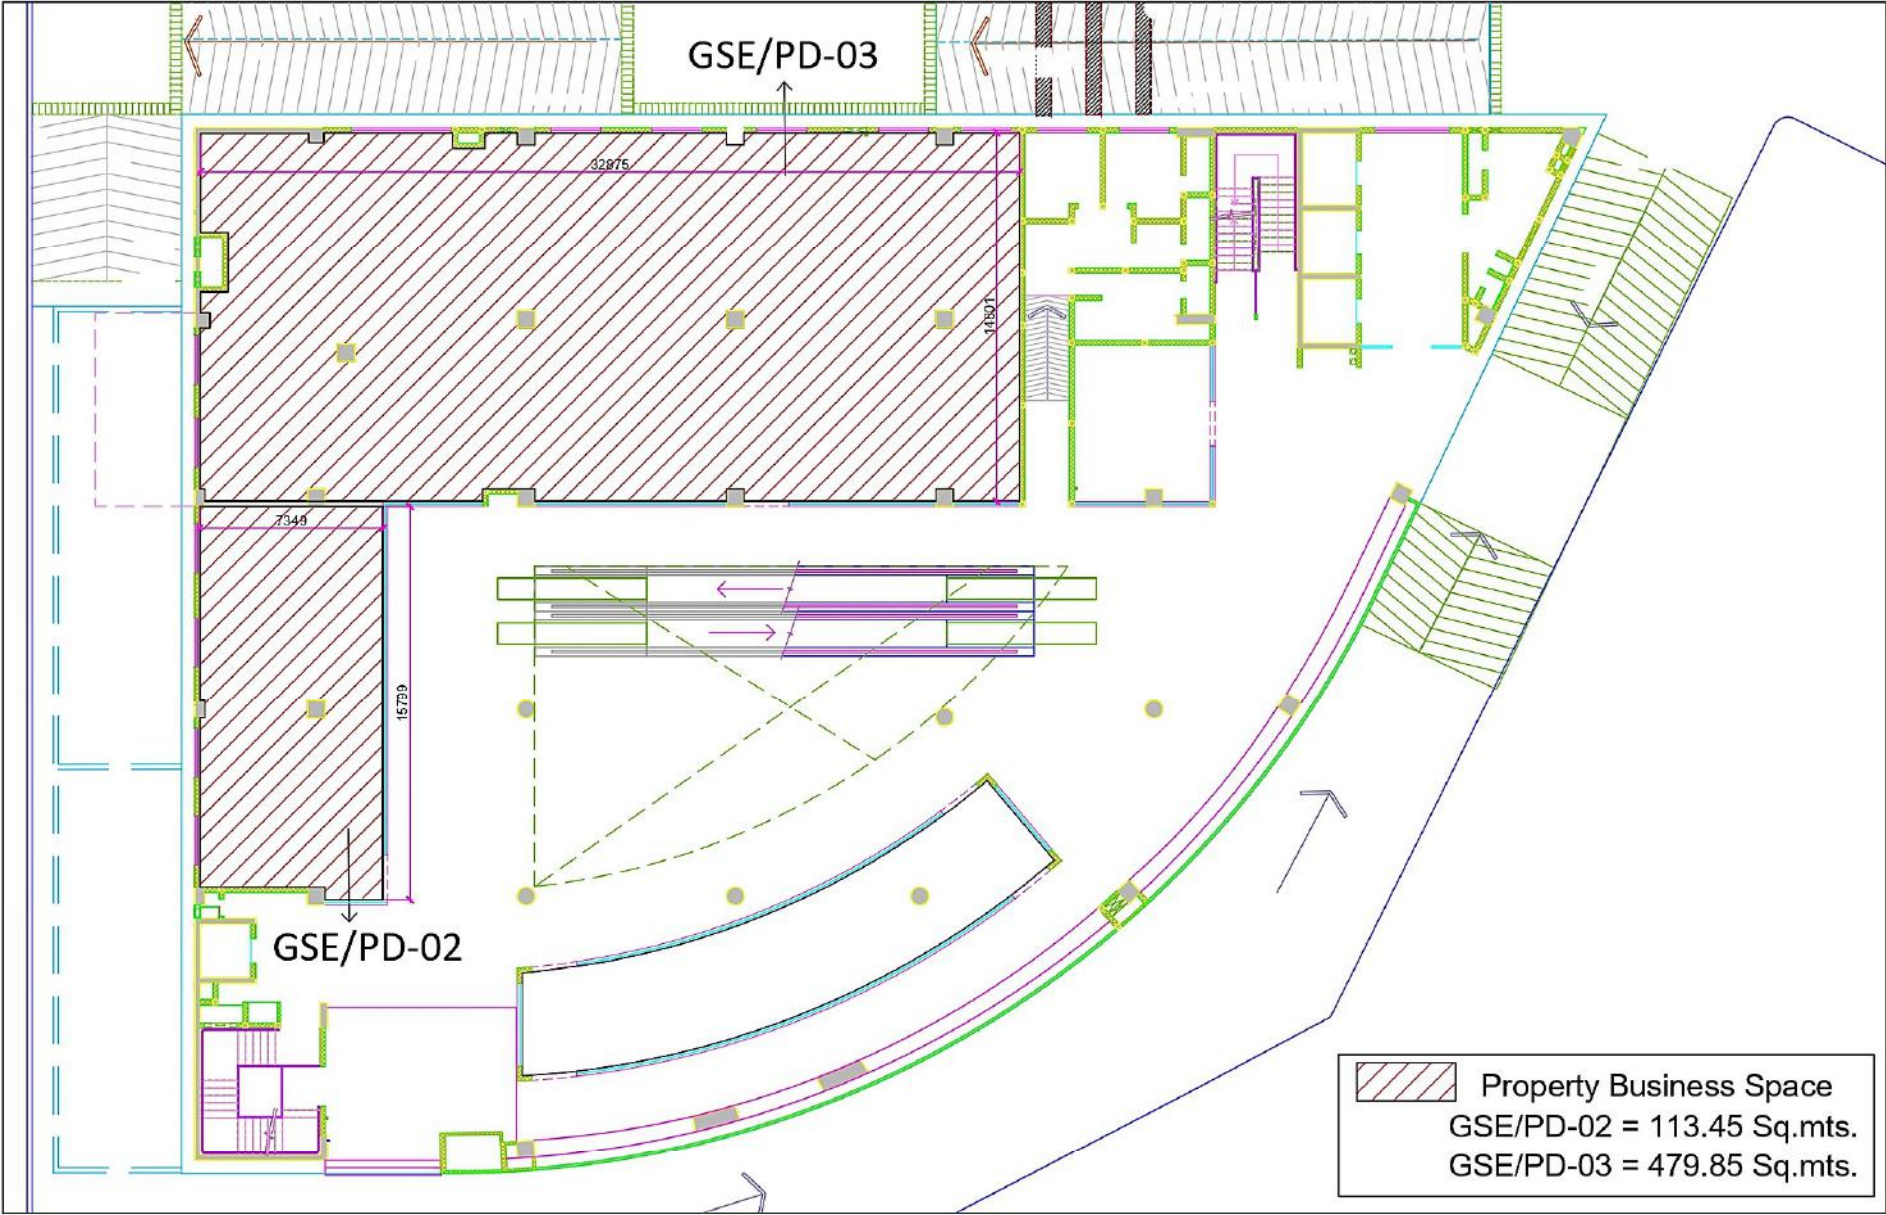 GSE/PD-03
32875
14801
7349
15799
GSE/PD-02
Property Business Space
GSE/PD-02 = 113.45 Sq.mts.
GSE/PD-03 = 479.85 Sq.mts.